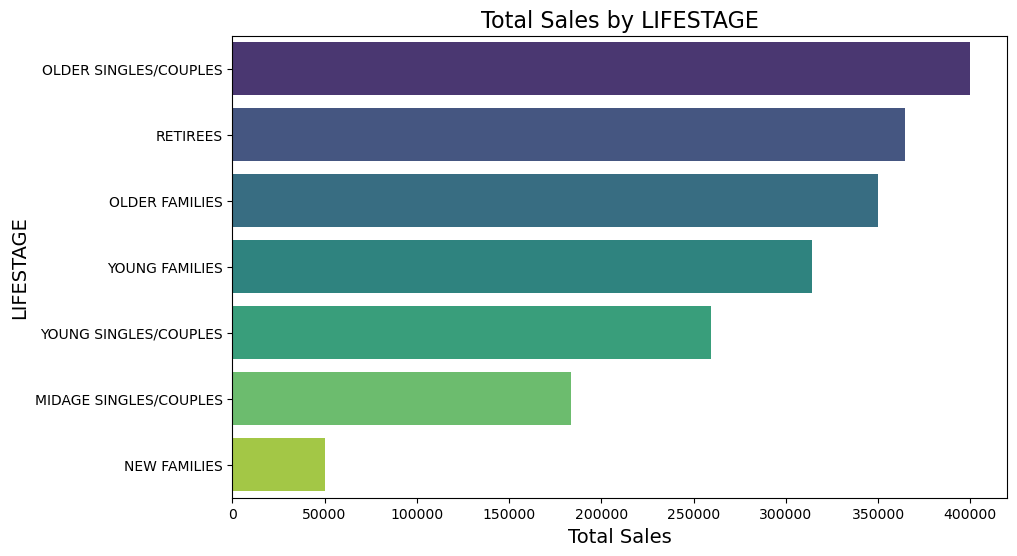 Total Sales by LIFESTAGE
LIFESTAGE
OLDER SINGLES/COUPLES
RETIREES
OLDER FAMILIES
YOUNG FAMILIES
YOUNG SINGLES/COUPLES
MIDAGE SINGLES/COUPLES
NEW FAMILIES
0 50000 100000 150000 200000 250000 300000 350000 400000
Total Sales